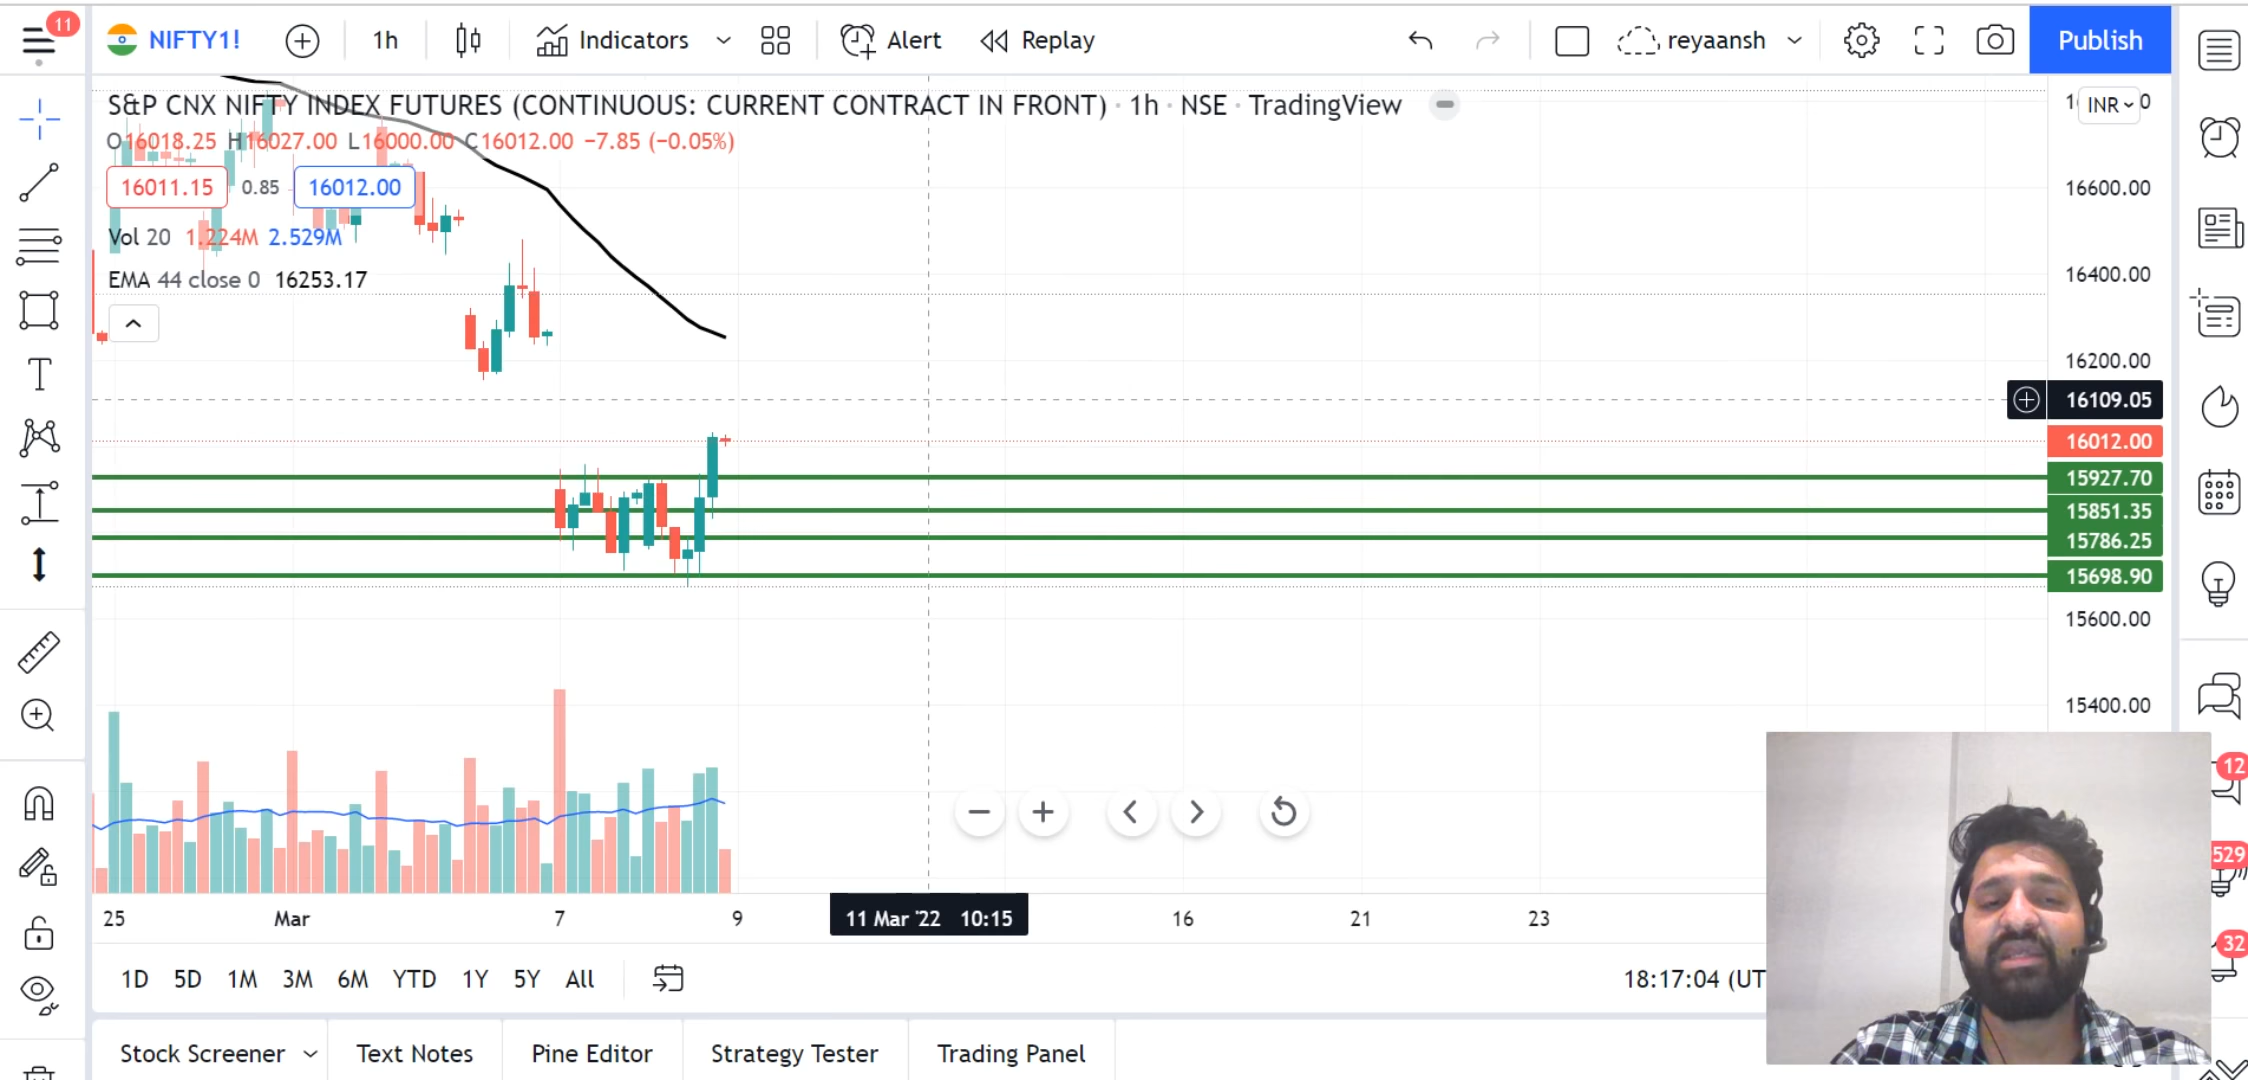 11
NIFTY1! 1h Indicators Alert Replay reyaansh Publish
S&P CNX NIFTY INDEX FUTURES (CONTINUOUS: CURRENT CONTRACT IN FRONT) · 1h · NSE · TradingView
INR
O16018.25 H16027.00 L16000.00 C16012.00 −7.85 (−0.05%)
16011.15 0.85 16012.00
16600.00
Vol 20 1.224M 2.529M
EMA 44 close 0 16253.17
16400.00
16200.00
16109.05
16012.00
15927.70
15851.35
15786.25
15698.90
15600.00
15400.00
12
529
25 Mar 7 9 11 Mar '22 10:15 16 21 23
32
1D 5D 1M 3M 6M YTD 1Y 5Y All 18:17:04 (UT
Stock Screener Text Notes Pine Editor Strategy Tester Trading Panel